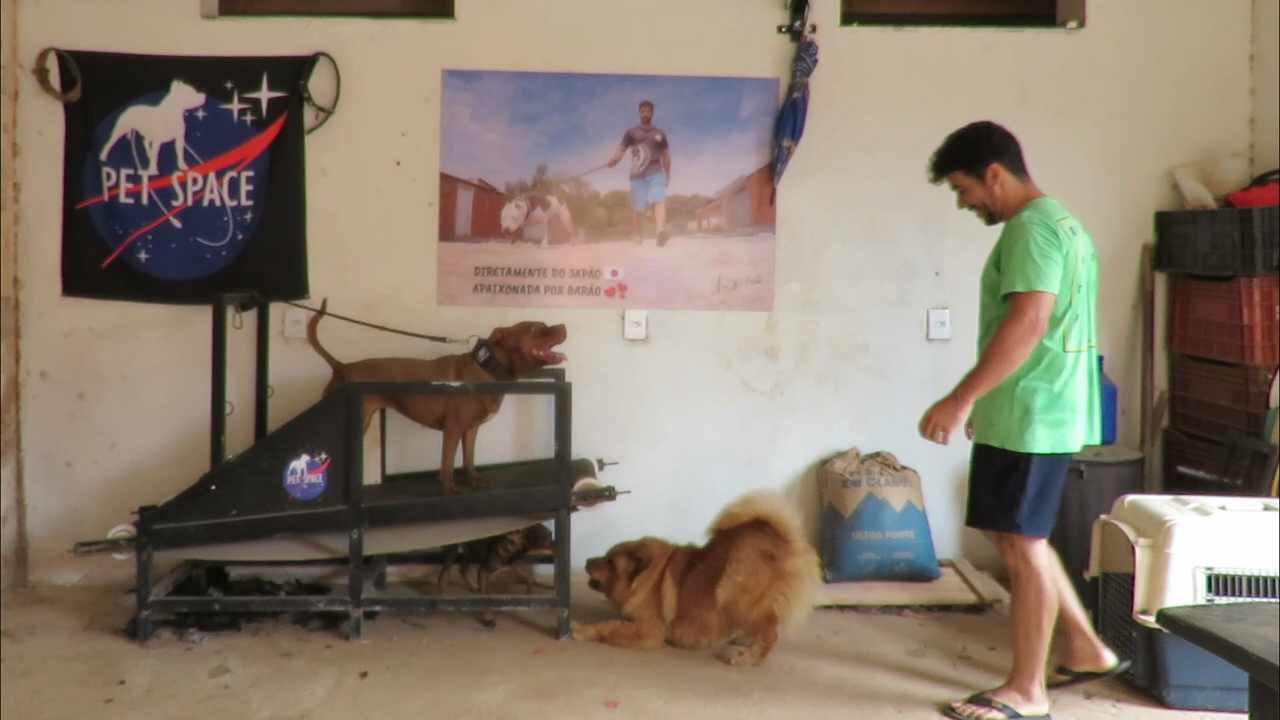 PET SPACE
DIRETAMENTE DO JAPÃO
APAIXONADA POR BARÃO
PET SPACE
ULTRA FORTE